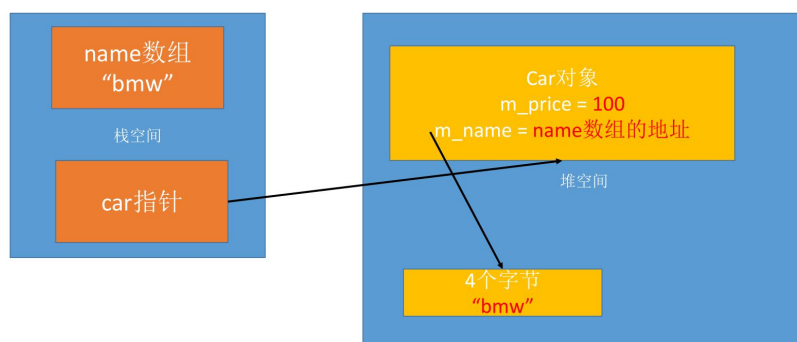 name数组
“bmw”
栈空间
car指针
Car对象
m_price = 100
m_name = name数组的地址
堆空间
4个字节
“bmw”